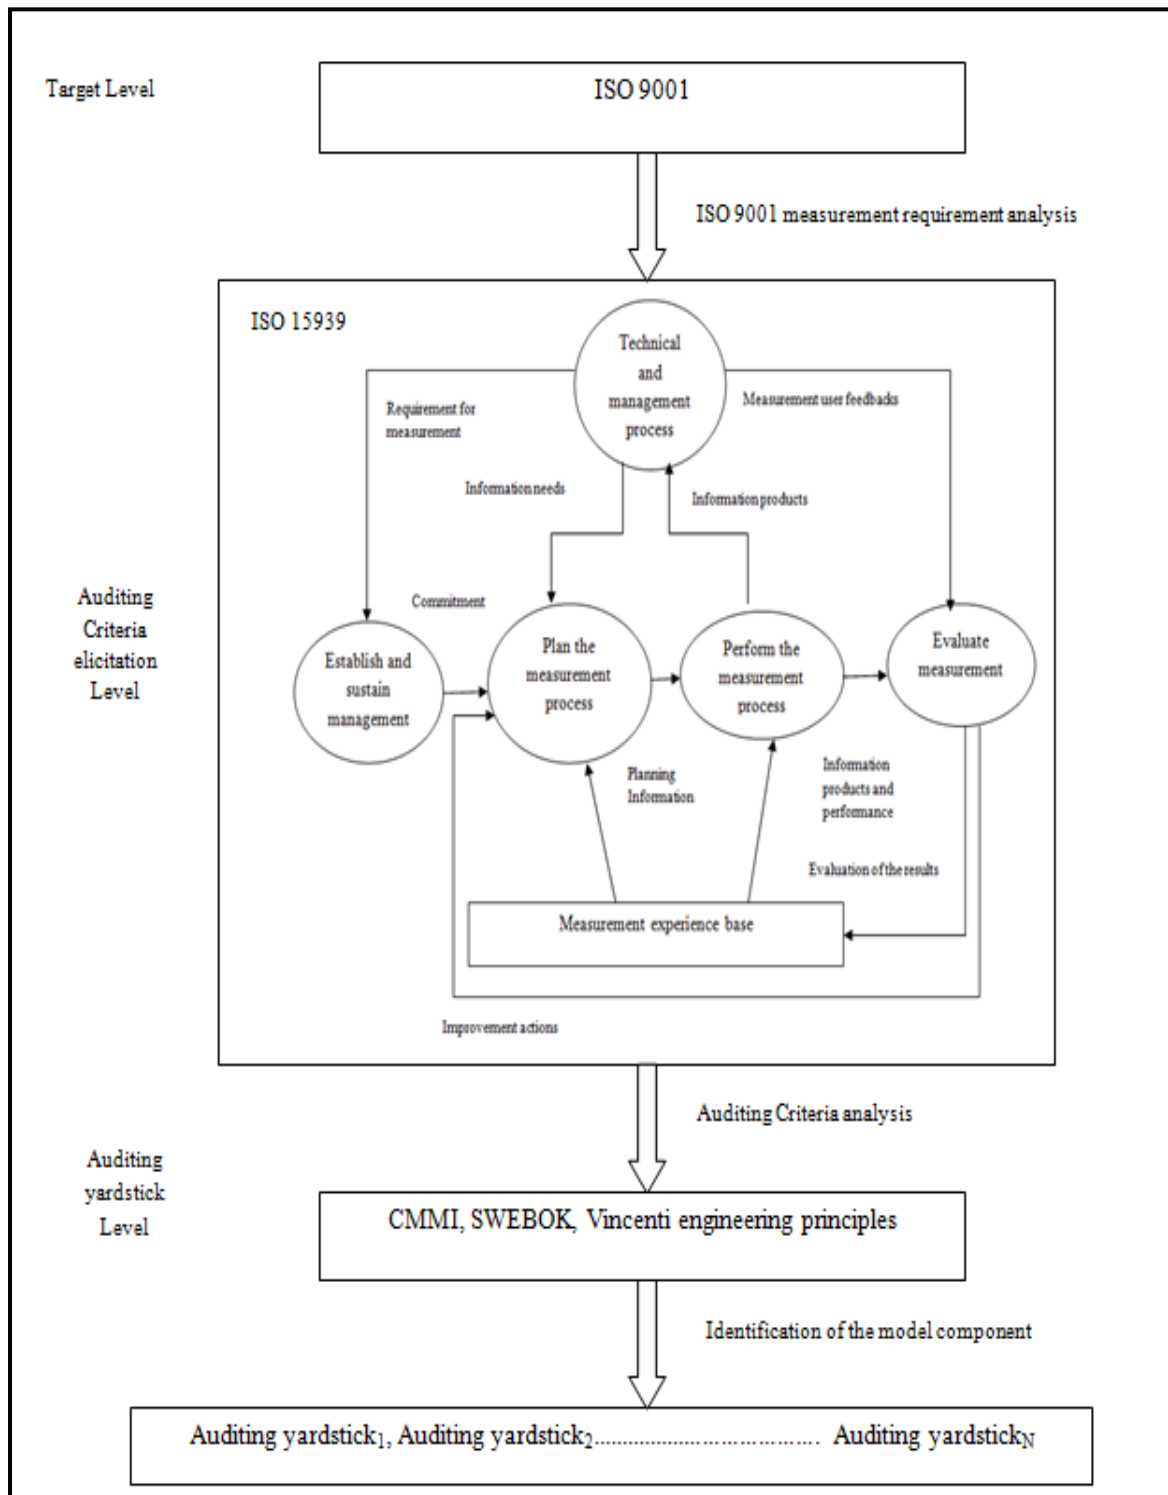 Target Level
ISO 9001
ISO 9001 measurement requirement analysis
ISO 15939
Technical
and
management
process
Requirement for
measurement
Measurement user feedbacks
Information needs
Information products
Auditing
Criteria
elicitation
Level
Commitment
Establish and
sustain
management
Plan the
measurement
process
Perform the
measurement
process
Evaluate
measurement
Planning
Information
Information
products and
performance
Evaluation of the results
Measurement experience base
Improvement actions
Auditing Criteria analysis
Auditing
yardstick
Level
CMMI, SWEBOK, Vincenti engineering principles
Identification of the model component
Auditing yardstick1, Auditing yardstick2........................................ Auditing yardstickN